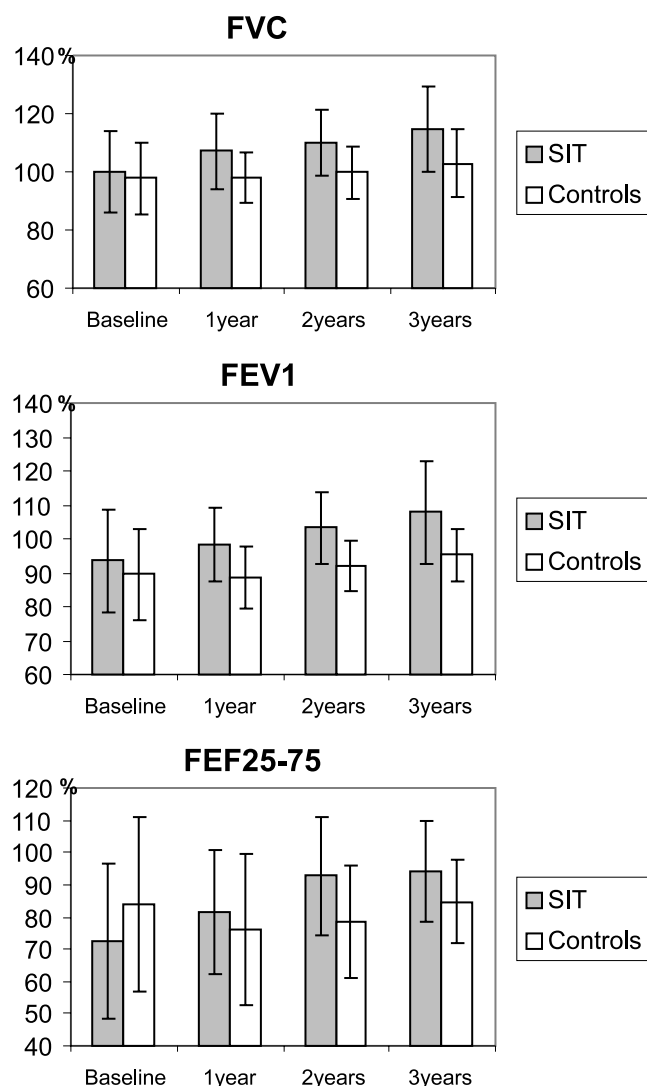 FVC
140 %
120
100
80
60
Baseline 1year 2years 3years
SIT
Controls
FEV1
140 %
130
120
110
100
90
80
70
60
Baseline 1year 2years 3years
SIT
Controls
FEF25-75
120 %
110
100
90
80
70
60
50
40
Baseline 1year 2years 3years
SIT
Controls